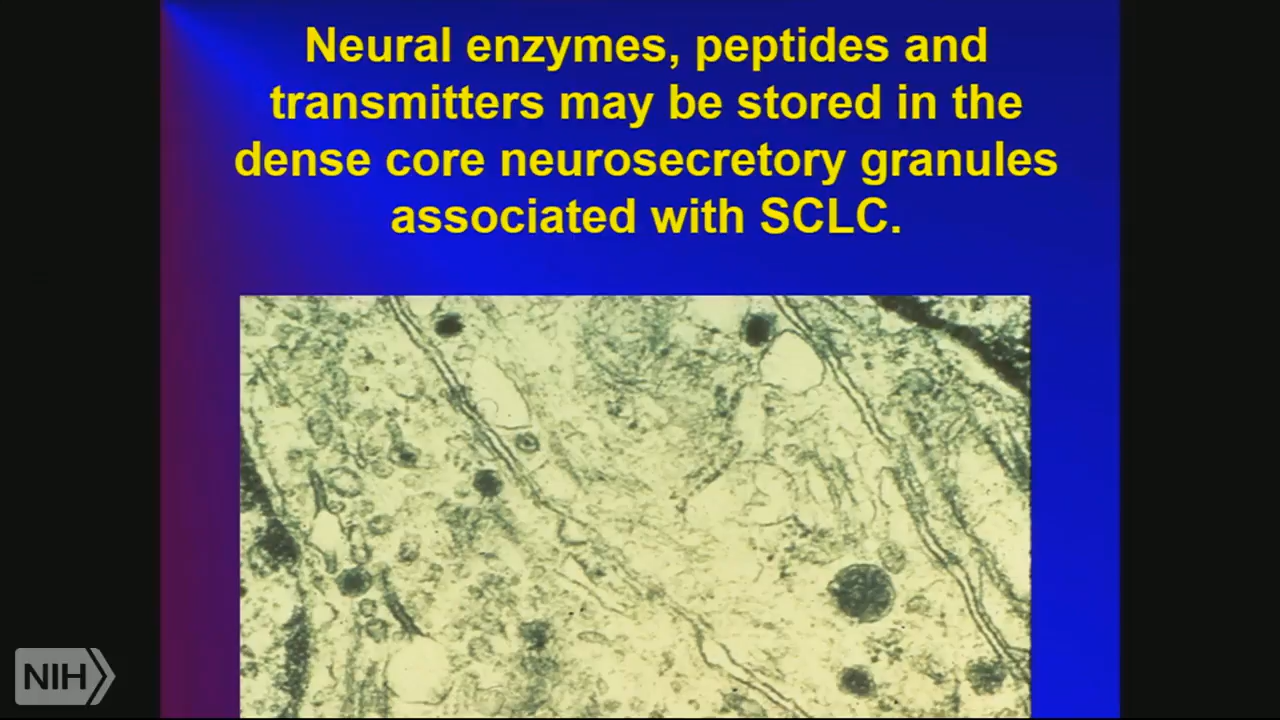 Neural enzymes, peptides and
transmitters may be stored in the
dense core neurosecretory granules
associated with SCLC.
NIH